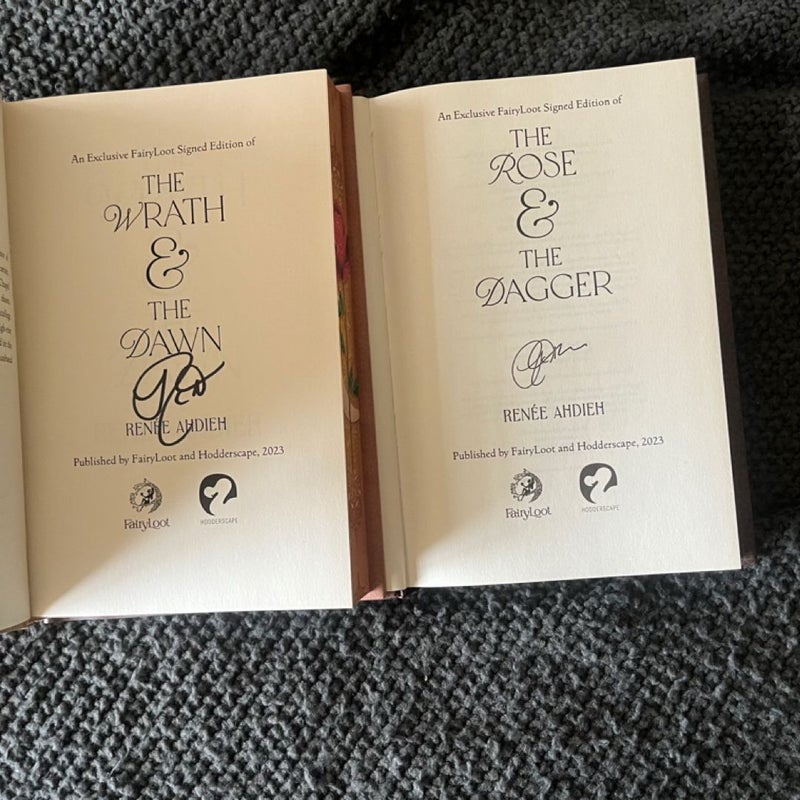 An Exclusive FairyLoot Signed Edition of
THE
WRATH
&
THE
DAWN
RENÉE AHDIEH
Published by FairyLoot and Hodderscape, 2023
FairyLoot
HODDERSCAPE
An Exclusive FairyLoot Signed Edition of
THE
ROSE
&
THE
DAGGER
RENÉE AHDIEH
Published by FairyLoot and Hodderscape, 2023
FairyLoot
HODDERSCAPE